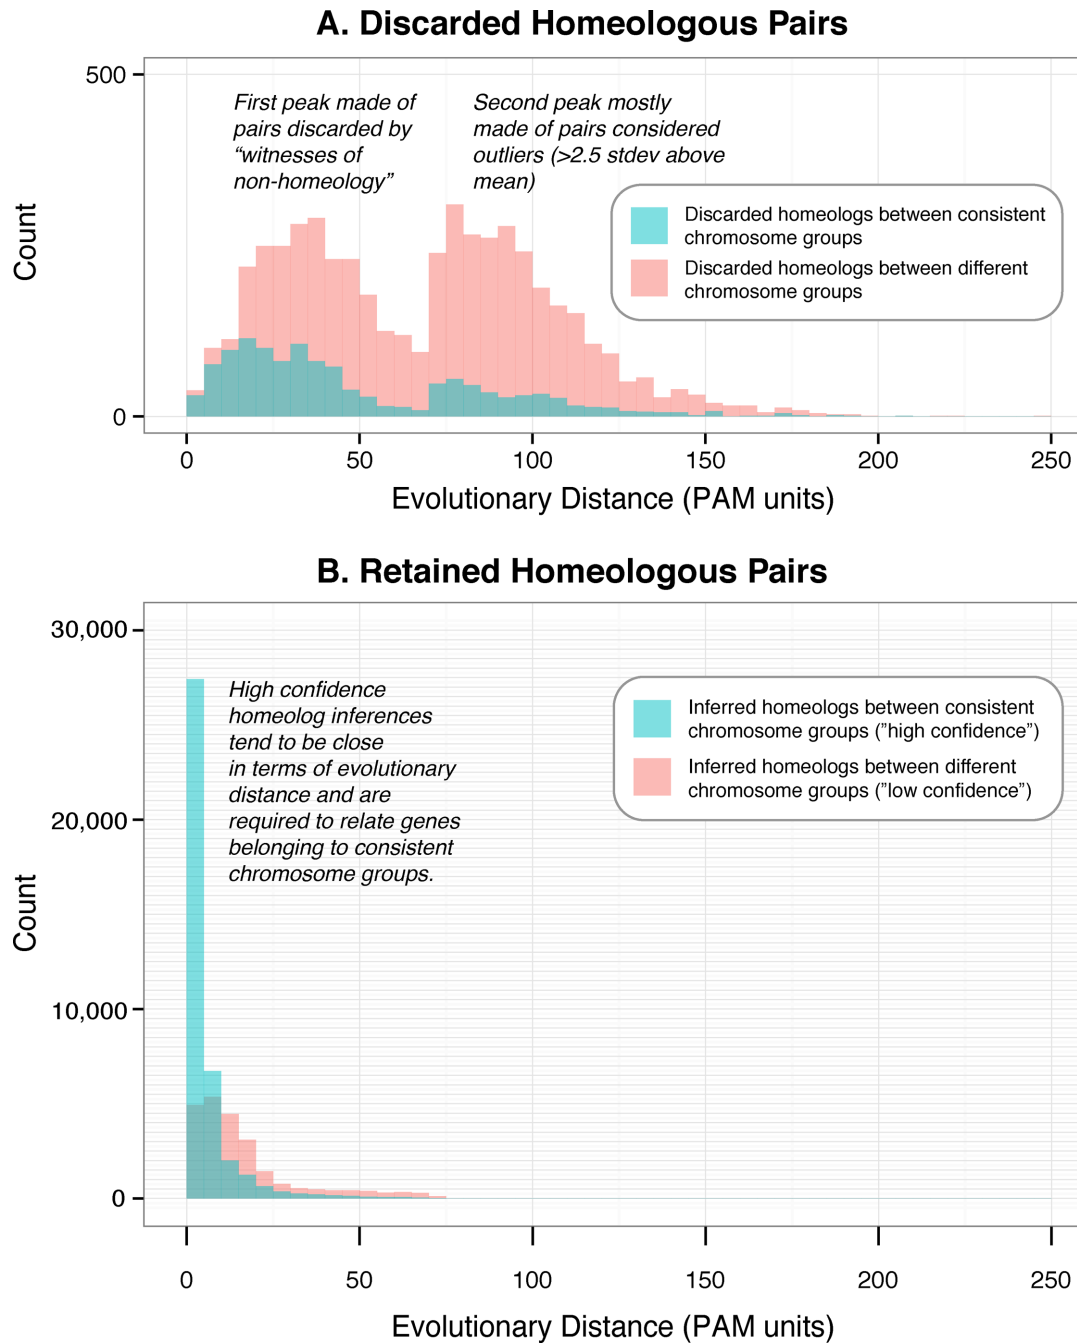 A. Discarded Homeologous Pairs
500
0
Count
First peak made of
pairs discarded by
“witnesses of
non-homeology”
Second peak mostly
made of pairs considered
outliers (>2.5 stdev above
mean)
Discarded homeologs between consistent
chromosome groups
Discarded homeologs between different
chromosome groups
0 50 100 150 200 250
Evolutionary Distance (PAM units)
B. Retained Homeologous Pairs
30,000
20,000
10,000
0
Count
High confidence
homeolog inferences
tend to be close
in terms of evolutionary
distance and are
required to relate genes
belonging to consistent
chromosome groups.
Inferred homeologs between consistent
chromosome groups (”high confidence”)
Inferred homeologs between different
chromosome groups (”low confidence”)
0 50 100 150 200 250
Evolutionary Distance (PAM units)